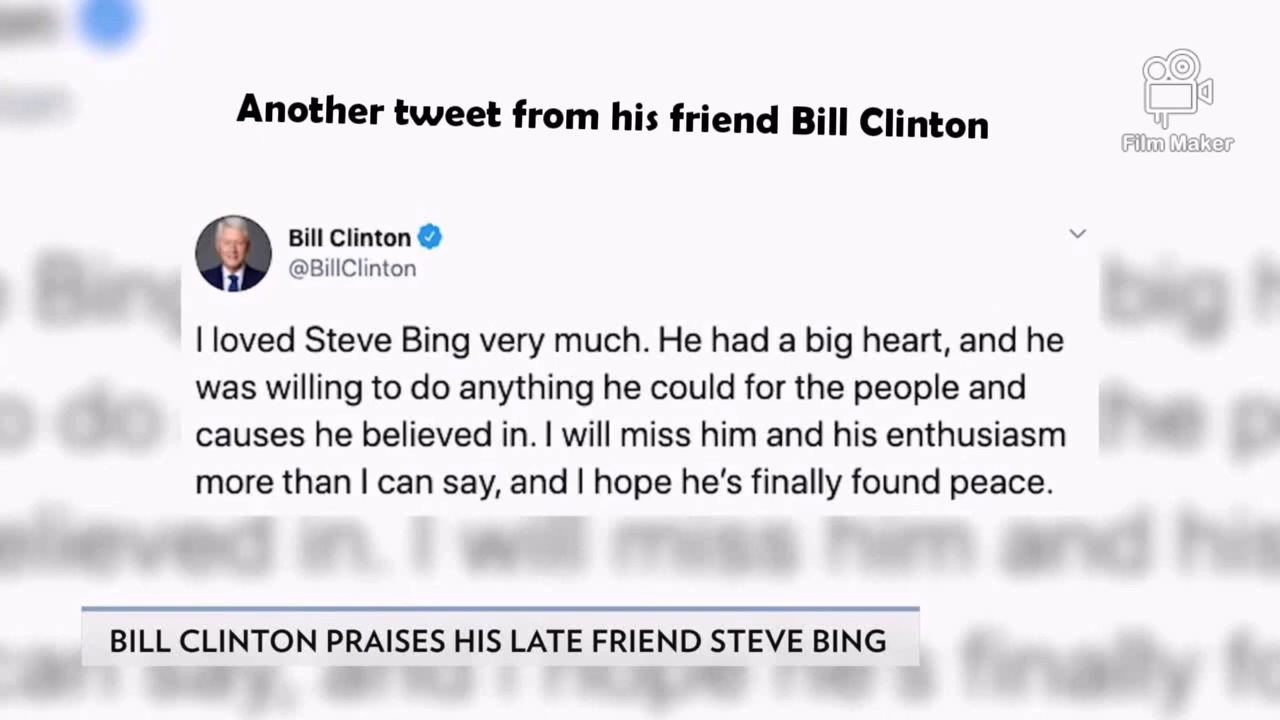 Another tweet from his friend Bill Clinton
Film Maker
Bill Clinton
@BillClinton
I loved Steve Bing very much. He had a big heart, and he
was willing to do anything he could for the people and
causes he believed in. I will miss him and his enthusiasm
more than I can say, and I hope he's finally found peace.
BILL CLINTON PRAISES HIS LATE FRIEND STEVE BING